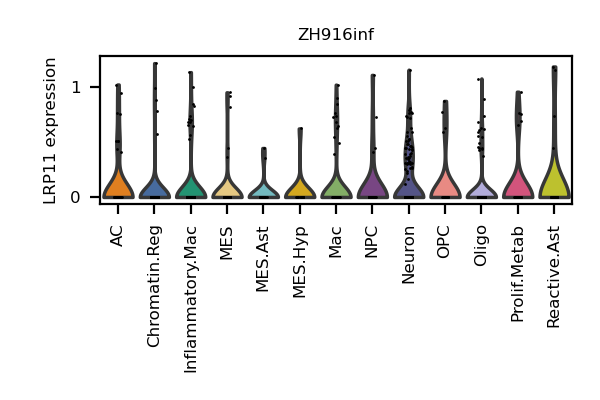 ZH916inf
LRP11 expression
1
0
AC
Chromatin.Reg
Inflammatory.Mac
MES
MES.Ast
MES.Hyp
Mac
NPC
Neuron
OPC
Oligo
Prolif.Metab
Reactive.Ast